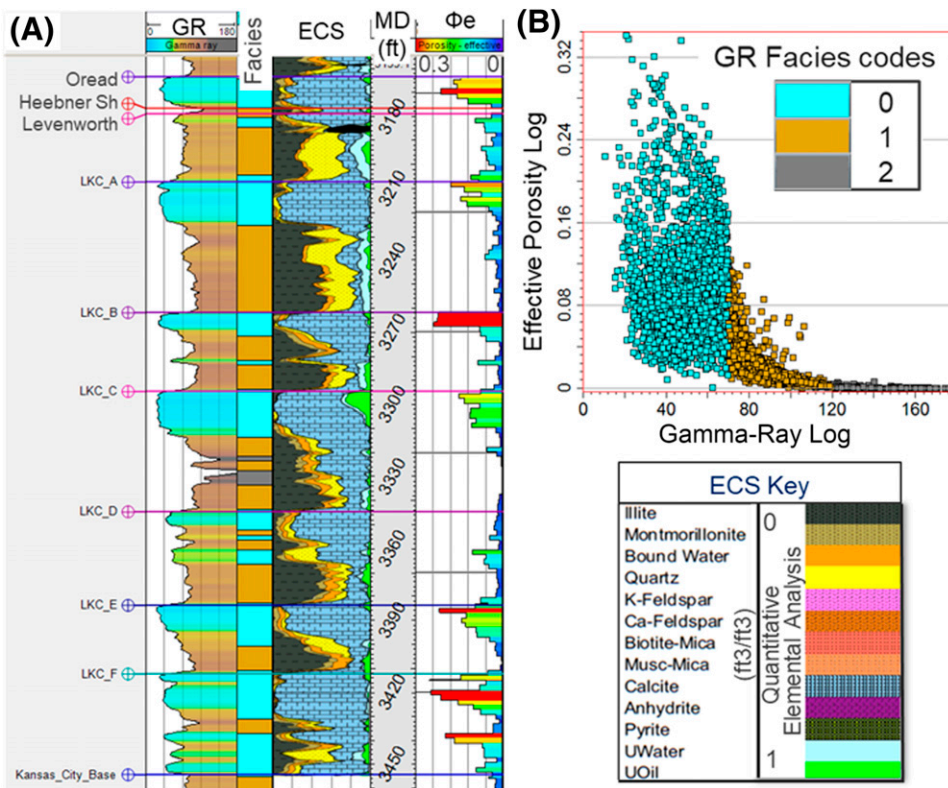 (A)
GR
0 180
Gamma ray
Facies
ECS
MD
(ft)
Φe
Porosity - effective
0.3 0
Oread
Heebner Sh
Levenworth
LKC_A
LKC_B
LKC_C
LKC_D
LKC_E
LKC_F
Kansas_City_Base
3180
3210
3240
3270
3300
3330
3360
3390
3420
3450
(B)
GR Facies codes
0
1
2
Effective Porosity Log
0.32
0.24
0.16
0.08
0
0 40 80 120 160
Gamma-Ray Log
ECS Key
Illite
Montmorillonite
Bound Water
Quartz
K-Feldspar
Ca-Feldspar
Biotite-Mica
Musc-Mica
Calcite
Anhydrite
Pyrite
UWater
UOil
(ft3/ft3)
0
Quantitative
Elemental Analysis
1